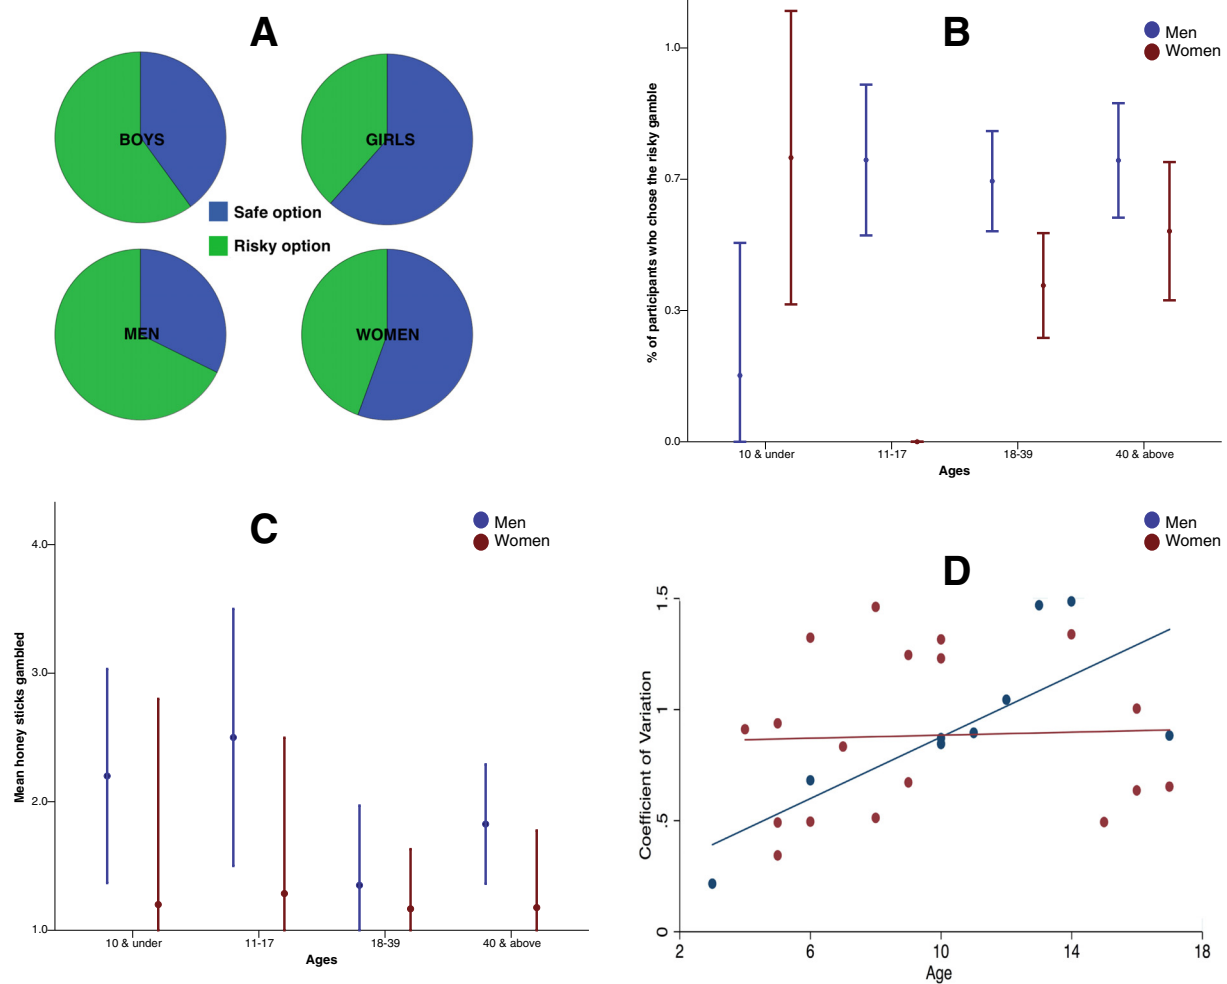 A
BOYS
GIRLS
Safe option
Risky option
MEN
WOMEN
B
Men
Women
% of participants who chose the risky gamble
1.0
0.7
0.3
0.0
10 & under
11-17
18-39
40 & above
Ages
C
Men
Women
Mean honey sticks gambled
4.0
3.0
2.0
1.0
10 & under
11-17
18-39
40 & above
Ages
D
Men
Women
Coefficient of Variation
1.5
1
.5
0
2
6
10
14
18
Age